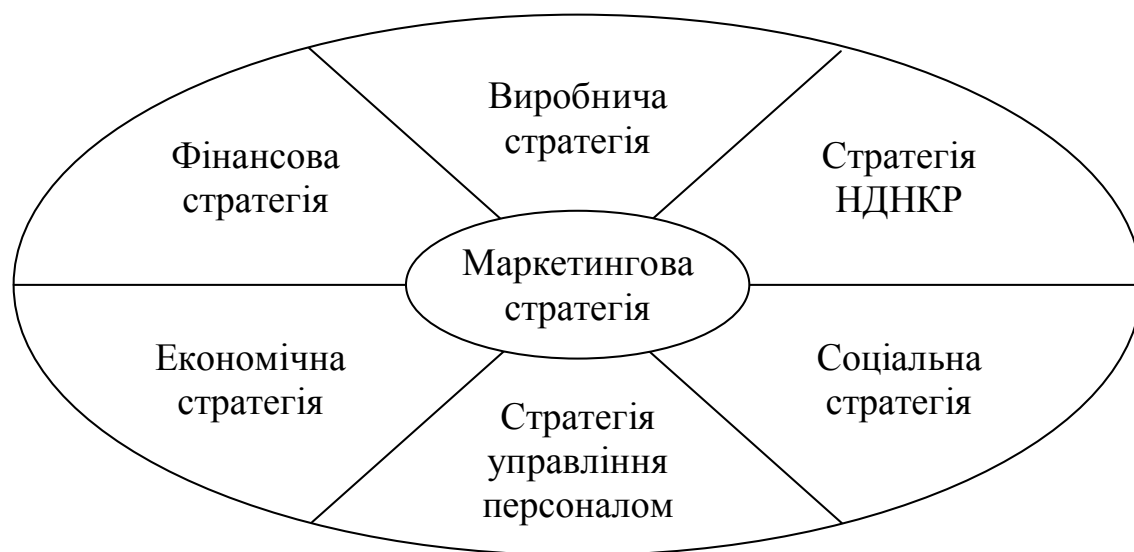 Виробнича
стратегія
Фінансова
стратегія
Стратегія
НДНКР
Маркетингова
стратегія
Економічна
стратегія
Соціальна
стратегія
Стратегія
управління
персоналом